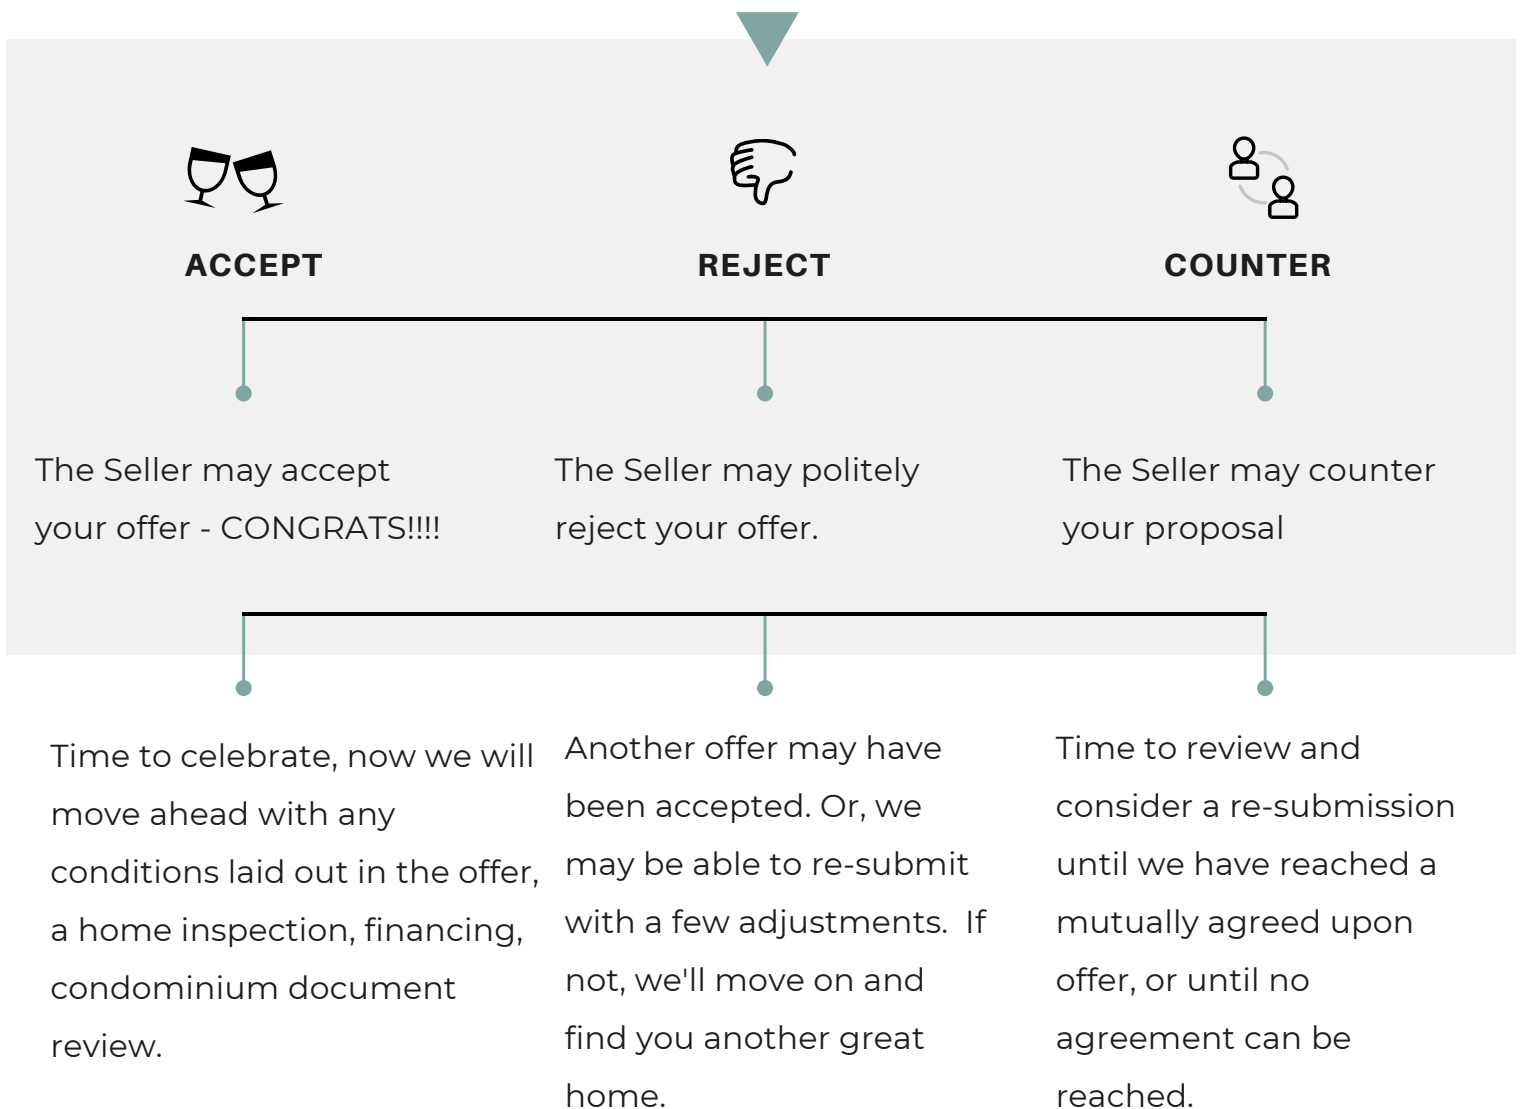 ACCEPT
REJECT
COUNTER
The Seller may accept
your offer - CONGRATS!!!!
The Seller may politely
reject your offer.
The Seller may counter
your proposal
Time to celebrate, now we will
move ahead with any
conditions laid out in the offer,
a home inspection, financing,
condominium document
review.
Another offer may have
been accepted. Or, we
may be able to re-submit
with a few adjustments.  If
not, we'll move on and
find you another great
home.
Time to review and
consider a re-submission
until we have reached a
mutually agreed upon
offer, or until no
agreement can be
reached.